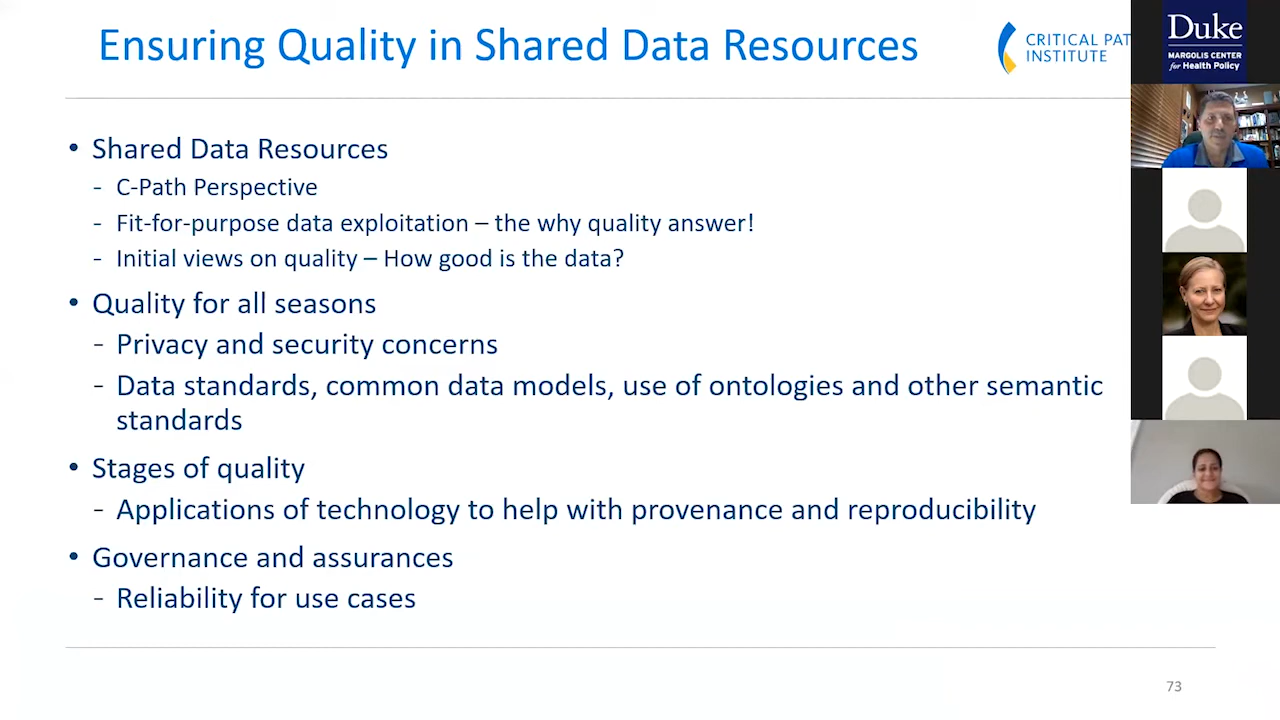 Ensuring Quality in Shared Data Resources
CRITICAL PAT
INSTITUTE
Duke
MARGOLIS CENTER
for Health Policy
• Shared Data Resources
- C-Path Perspective
- Fit-for-purpose data exploitation – the why quality answer!
- Initial views on quality – How good is the data?
• Quality for all seasons
- Privacy and security concerns
- Data standards, common data models, use of ontologies and other semantic
standards
• Stages of quality
- Applications of technology to help with provenance and reproducibility
• Governance and assurances
- Reliability for use cases
73